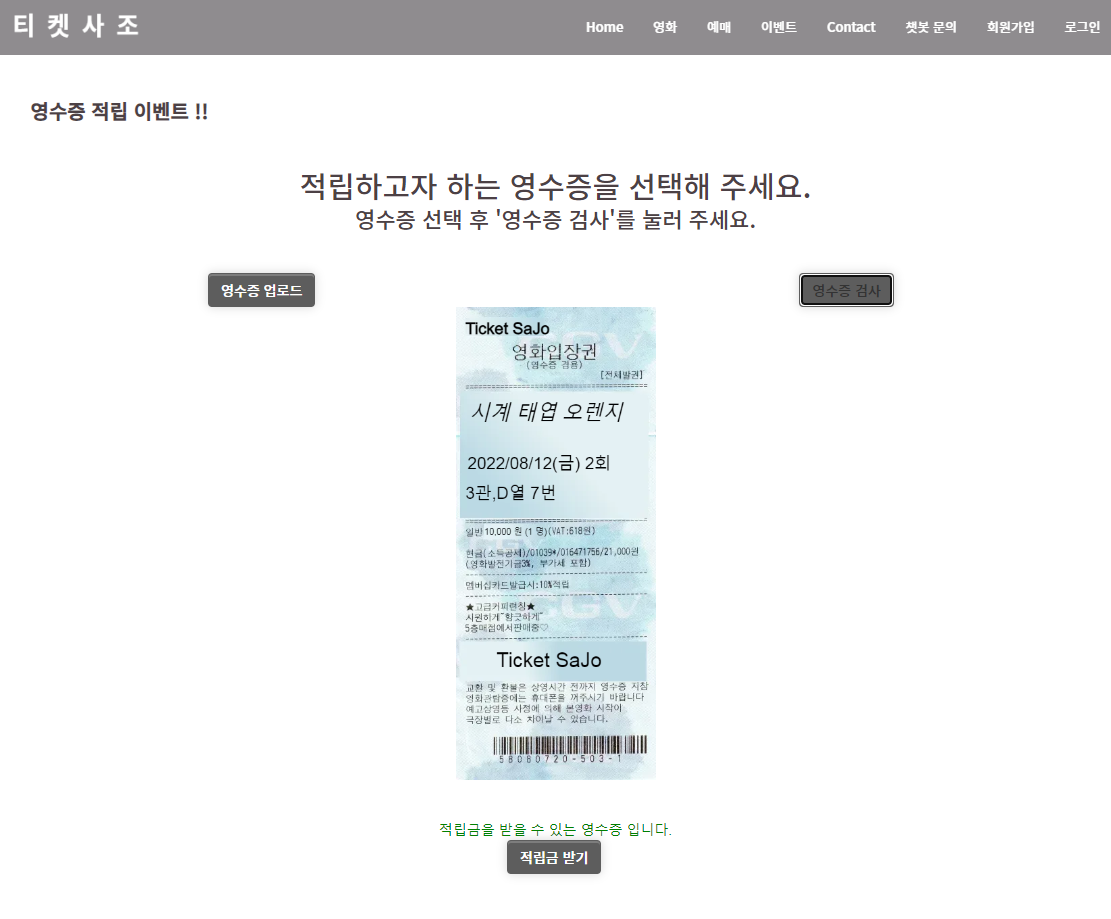 티 켓 사 조
Home 영화 예매 이벤트 Contact 챗봇 문의 회원가입 로그인
영수증 적립 이벤트 !!
적립하고자 하는 영수증을 선택해 주세요.
영수증 선택 후 '영수증 검사'를 눌러 주세요.
영수증 업로드
영수증 검사
Ticket SaJo
CGV
영화입장권
(영수증 겸용)
[전체발권]
시계 태엽 오렌지
2022/08/12(금) 2회
3관,D열 7번
일반 10,000 원 (1 명)(VAT:618원)
현금(소득공제)/01039*/016471756/21,000원
(영화발전기금3%, 부가세 포함)
멤버십카드발급시:10%적립
★고급커피런칭★
시원하게~향긋하게~
5층매점에서판매중♡
CGV
Ticket SaJo
교환 및 환불은 상영시간 전까지 영수증 지참
영화관람중에는 휴대폰을 꺼주시기 바랍니다
예고상영등 사정에 의해 본영화 시작이
극장별로 다소 차이날 수 있습니다.
58080720-503-1
적립금을 받을 수 있는 영수증 입니다.
적립금 받기